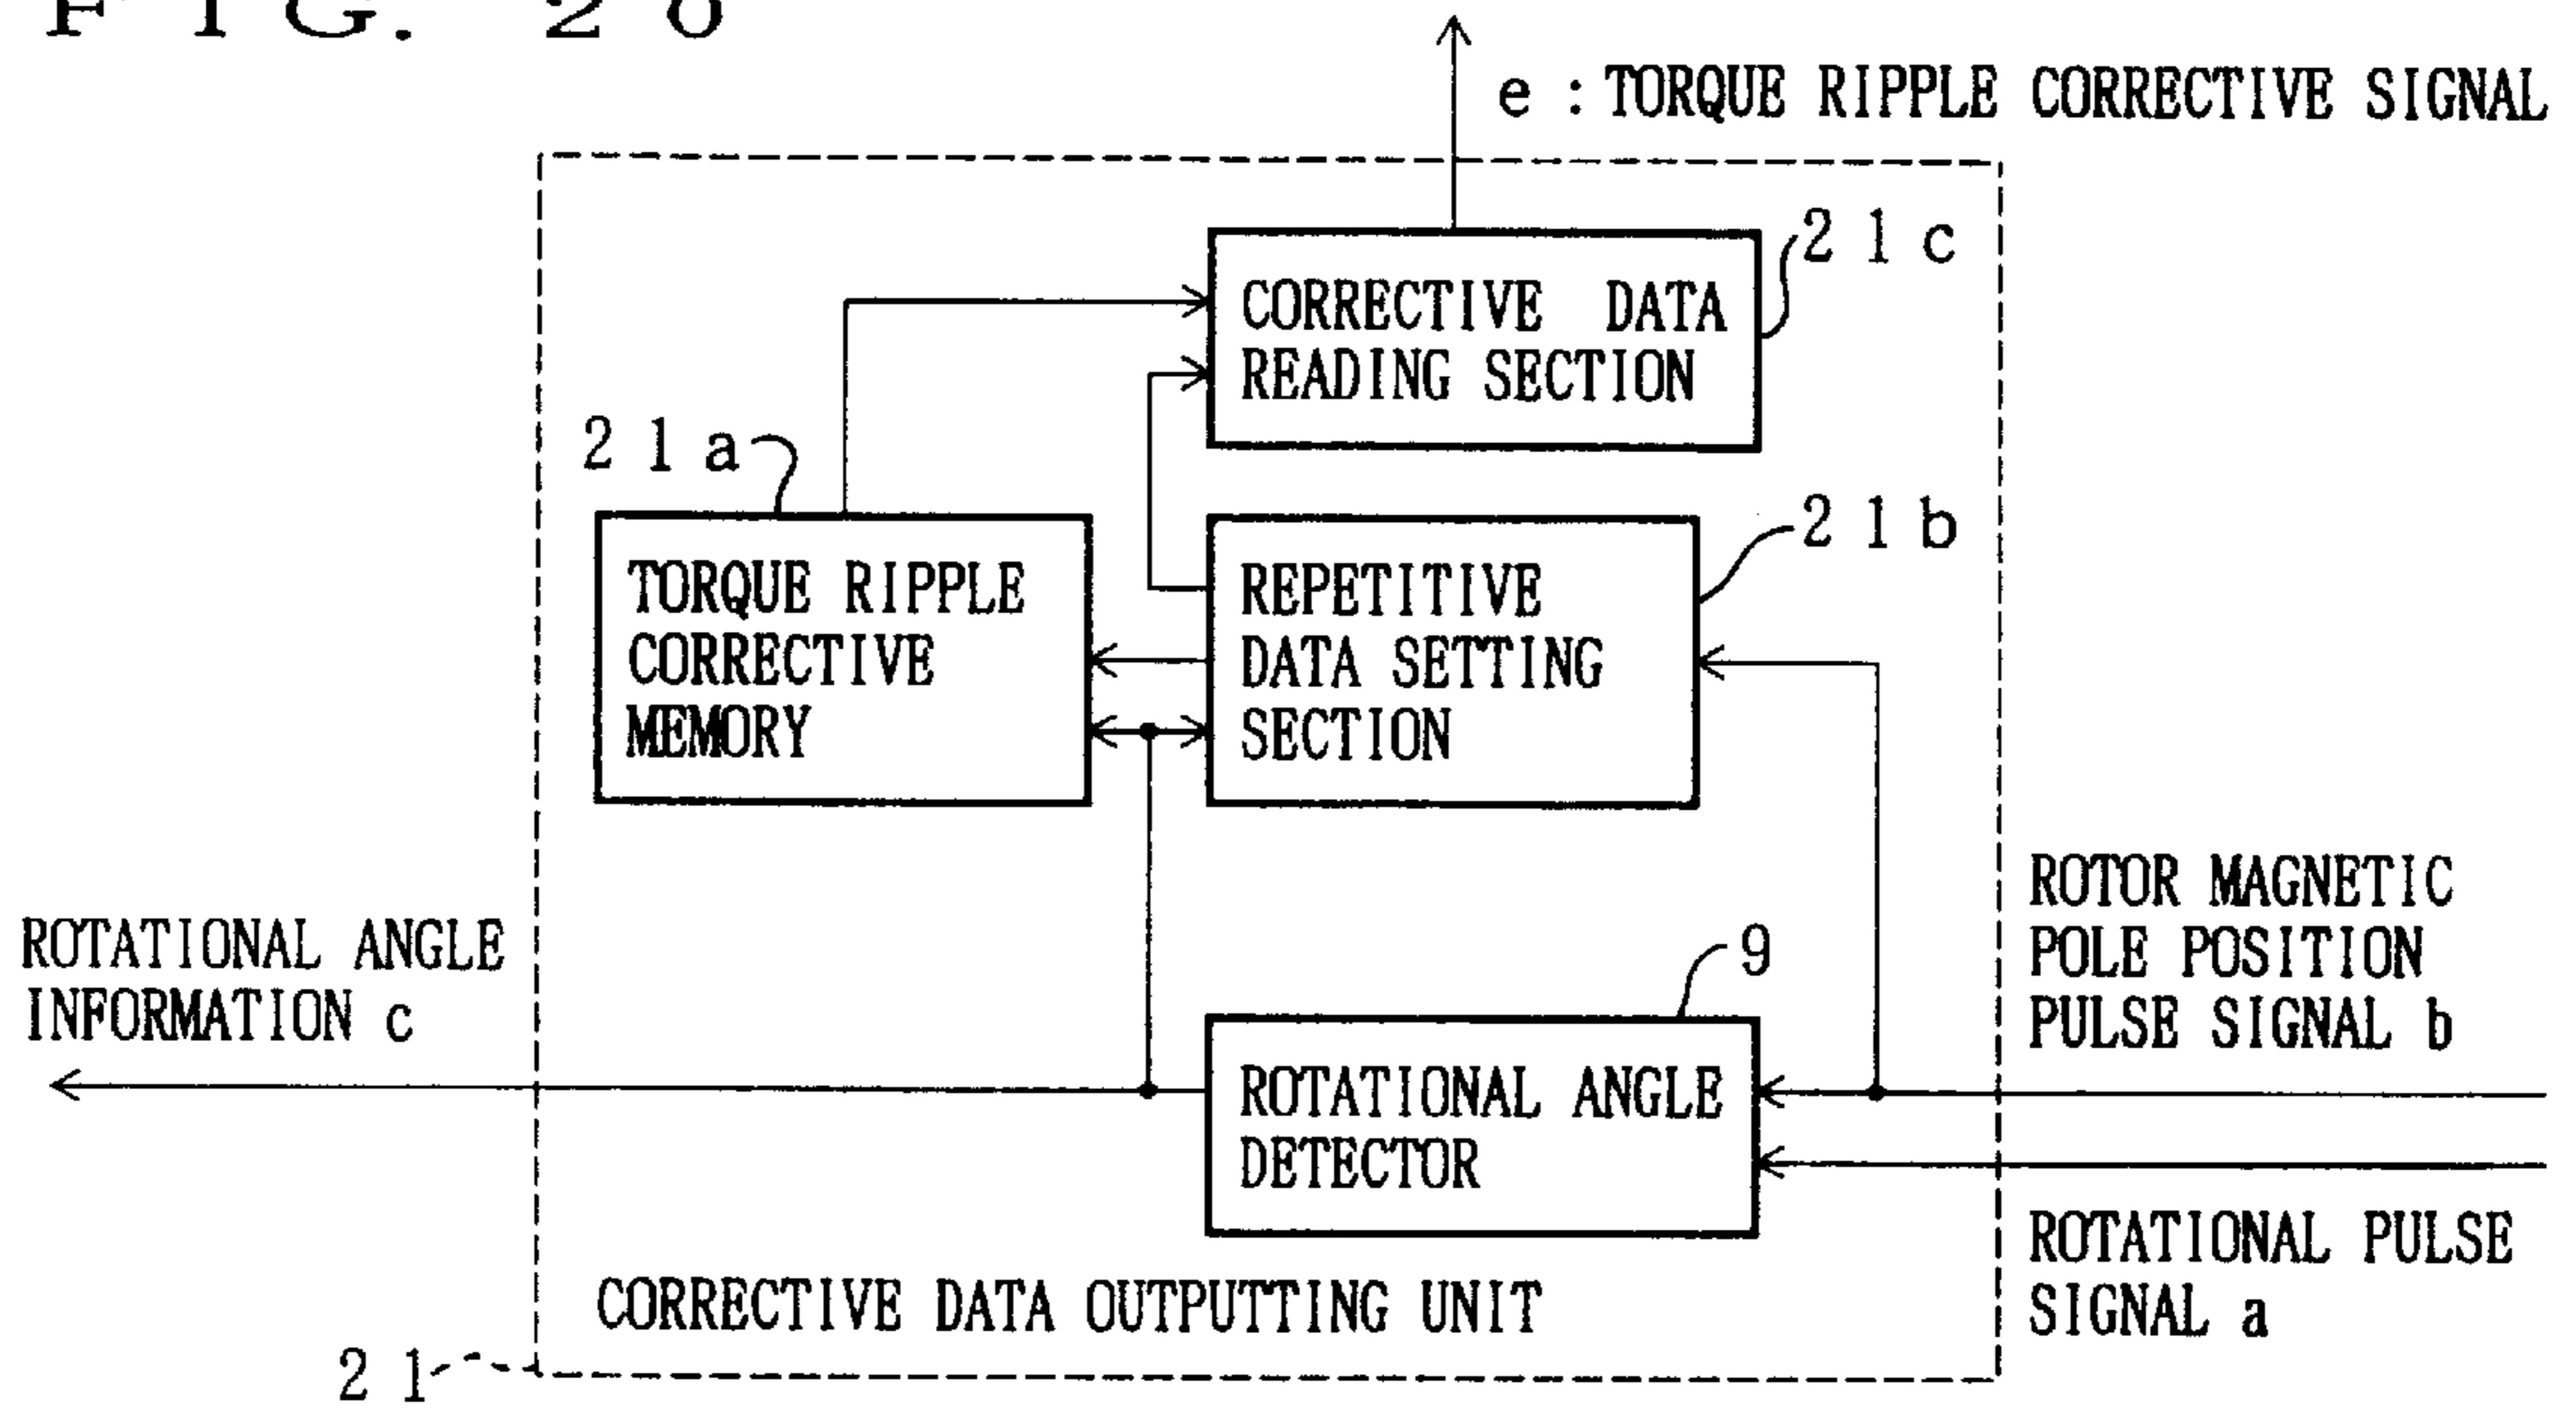 FIG. 20
e : TORQUE RIPPLE CORRECTIVE SIGNAL
21c
CORRECTIVE DATA
READING SECTION
21a
21b
TORQUE RIPPLE
CORRECTIVE
MEMORY
REPETITIVE
DATA SETTING
SECTION
ROTOR MAGNETIC
POLE POSITION
PULSE SIGNAL b
ROTATIONAL ANGLE
INFORMATION c
9
ROTATIONAL ANGLE
DETECTOR
ROTATIONAL PULSE
SIGNAL a
CORRECTIVE DATA OUTPUTTING UNIT
21